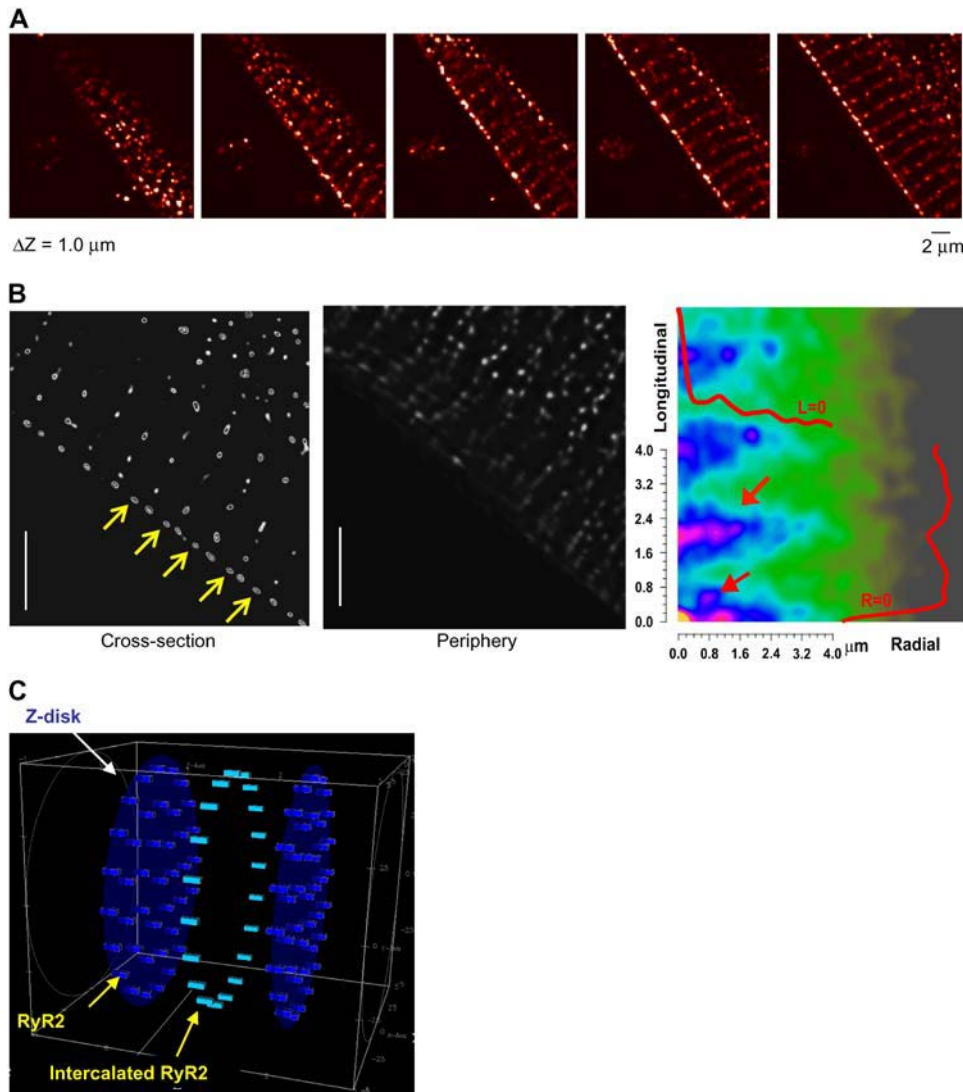 A
ΔZ = 1.0 μm
2 μm
B
Cross-section
Periphery
Longitudinal
4.0
3.2
2.4
1.6
0.8
0.0
L=0
R=0
0.0 0.8 1.6 2.4 3.2 4.0 μm Radial
C
Z-disk
RyR2
Intercalated RyR2